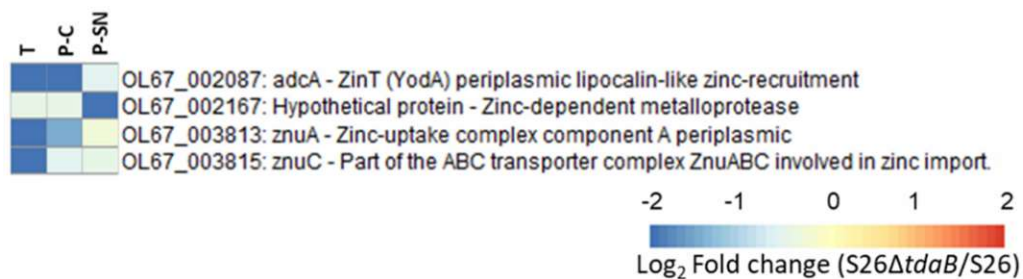 T P-C P-SN
OL67_002087: adcA - ZinT (YodA) periplasmic lipocalin-like zinc-recruitment
OL67_002167: Hypothetical protein - Zinc-dependent metalloprotease
OL67_003813: znuA - Zinc-uptake complex component A periplasmic
OL67_003815: znuC - Part of the ABC transporter complex ZnuABC involved in zinc import.
-2 -1 0 1 2
Log₂ Fold change (S26ΔtdaB/S26)